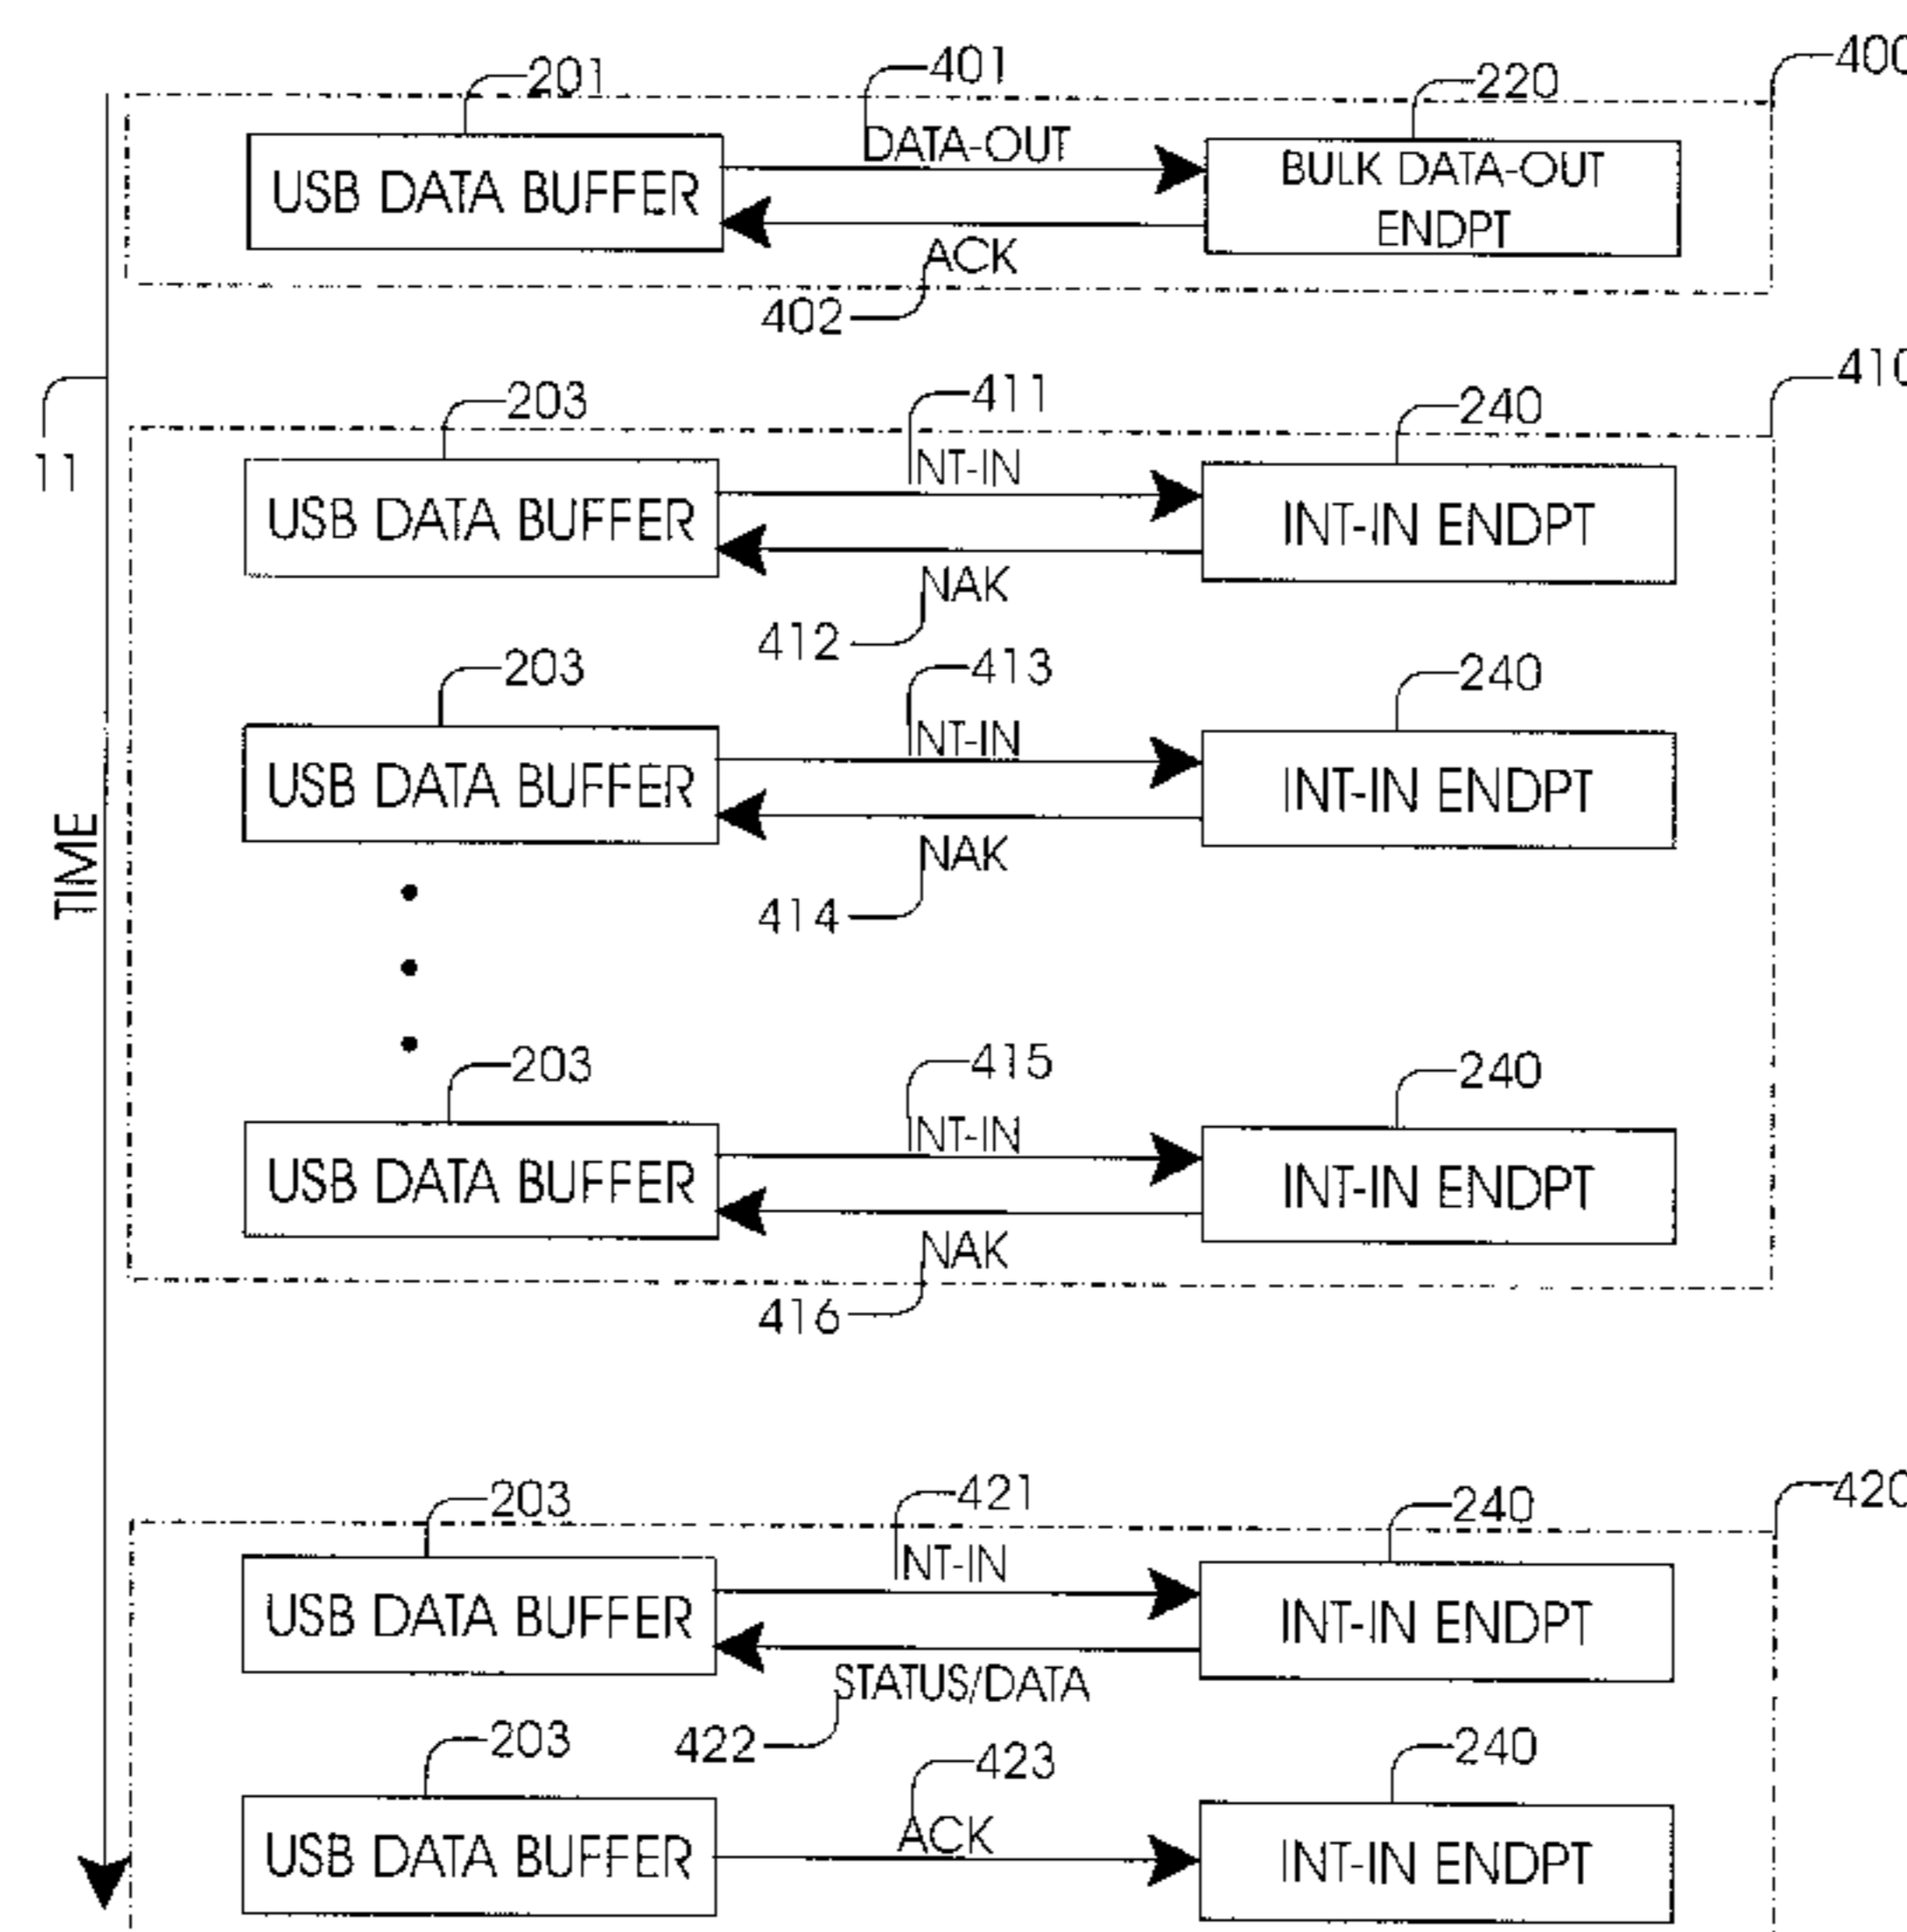 201
401
220
400
DATA-OUT
USB DATA BUFFER
BULK DATA-OUT
ENDPT
ACK
402
11
203
411
240
410
INT-IN
USB DATA BUFFER
INT-IN ENDPT
NAK
412
203
413
240
INT-IN
USB DATA BUFFER
INT-IN ENDPT
NAK
414
TIME
203
415
240
INT-IN
USB DATA BUFFER
INT-IN ENDPT
NAK
416
203
421
240
420
INT-IN
USB DATA BUFFER
INT-IN ENDPT
STATUS/DATA
422
203
423
240
ACK
USB DATA BUFFER
INT-IN ENDPT